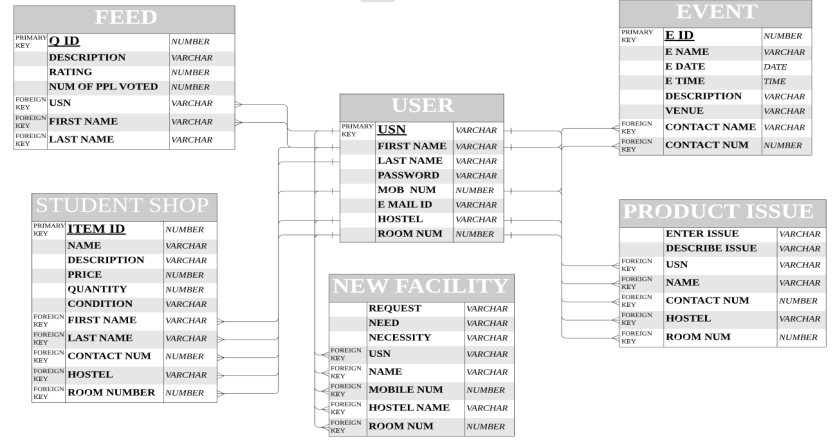 FEED
PRIMARY KEY Q ID NUMBER
DESCRIPTION VARCHAR
RATING NUMBER
NUM OF PPL VOTED NUMBER
FOREIGN KEY USN VARCHAR
FOREIGN KEY FIRST NAME VARCHAR
FOREIGN KEY LAST NAME VARCHAR
EVENT
PRIMARY KEY E ID NUMBER
E NAME VARCHAR
E DATE DATE
E TIME TIME
DESCRIPTION VARCHAR
VENUE VARCHAR
FOREIGN KEY CONTACT NAME VARCHAR
FOREIGN KEY CONTACT NUM NUMBER
USER
PRIMARY KEY USN VARCHAR
FIRST NAME VARCHAR
LAST NAME VARCHAR
PASSWORD VARCHAR
MOB NUM NUMBER
E MAIL ID VARCHAR
HOSTEL VARCHAR
ROOM NUM NUMBER
STUDENT SHOP
PRIMARY KEY ITEM ID NUMBER
NAME VARCHAR
DESCRIPTION VARCHAR
PRICE NUMBER
QUANTITY NUMBER
CONDITION VARCHAR
FOREIGN KEY FIRST NAME VARCHAR
FOREIGN KEY LAST NAME VARCHAR
FOREIGN KEY CONTACT NUM NUMBER
FOREIGN KEY HOSTEL VARCHAR
FOREIGN KEY ROOM NUMBER NUMBER
PRODUCT ISSUE
ENTER ISSUE VARCHAR
DESCRIBE ISSUE VARCHAR
FOREIGN KEY USN VARCHAR
FOREIGN KEY NAME VARCHAR
FOREIGN KEY CONTACT NUM NUMBER
FOREIGN KEY HOSTEL VARCHAR
FOREIGN KEY ROOM NUM NUMBER
NEW FACILITY
REQUEST VARCHAR
NEED VARCHAR
NECESSITY VARCHAR
FOREIGN KEY USN VARCHAR
FOREIGN KEY NAME VARCHAR
FOREIGN KEY MOBILE NUM NUMBER
FOREIGN KEY HOSTEL NAME VARCHAR
FOREIGN KEY ROOM NUM NUMBER